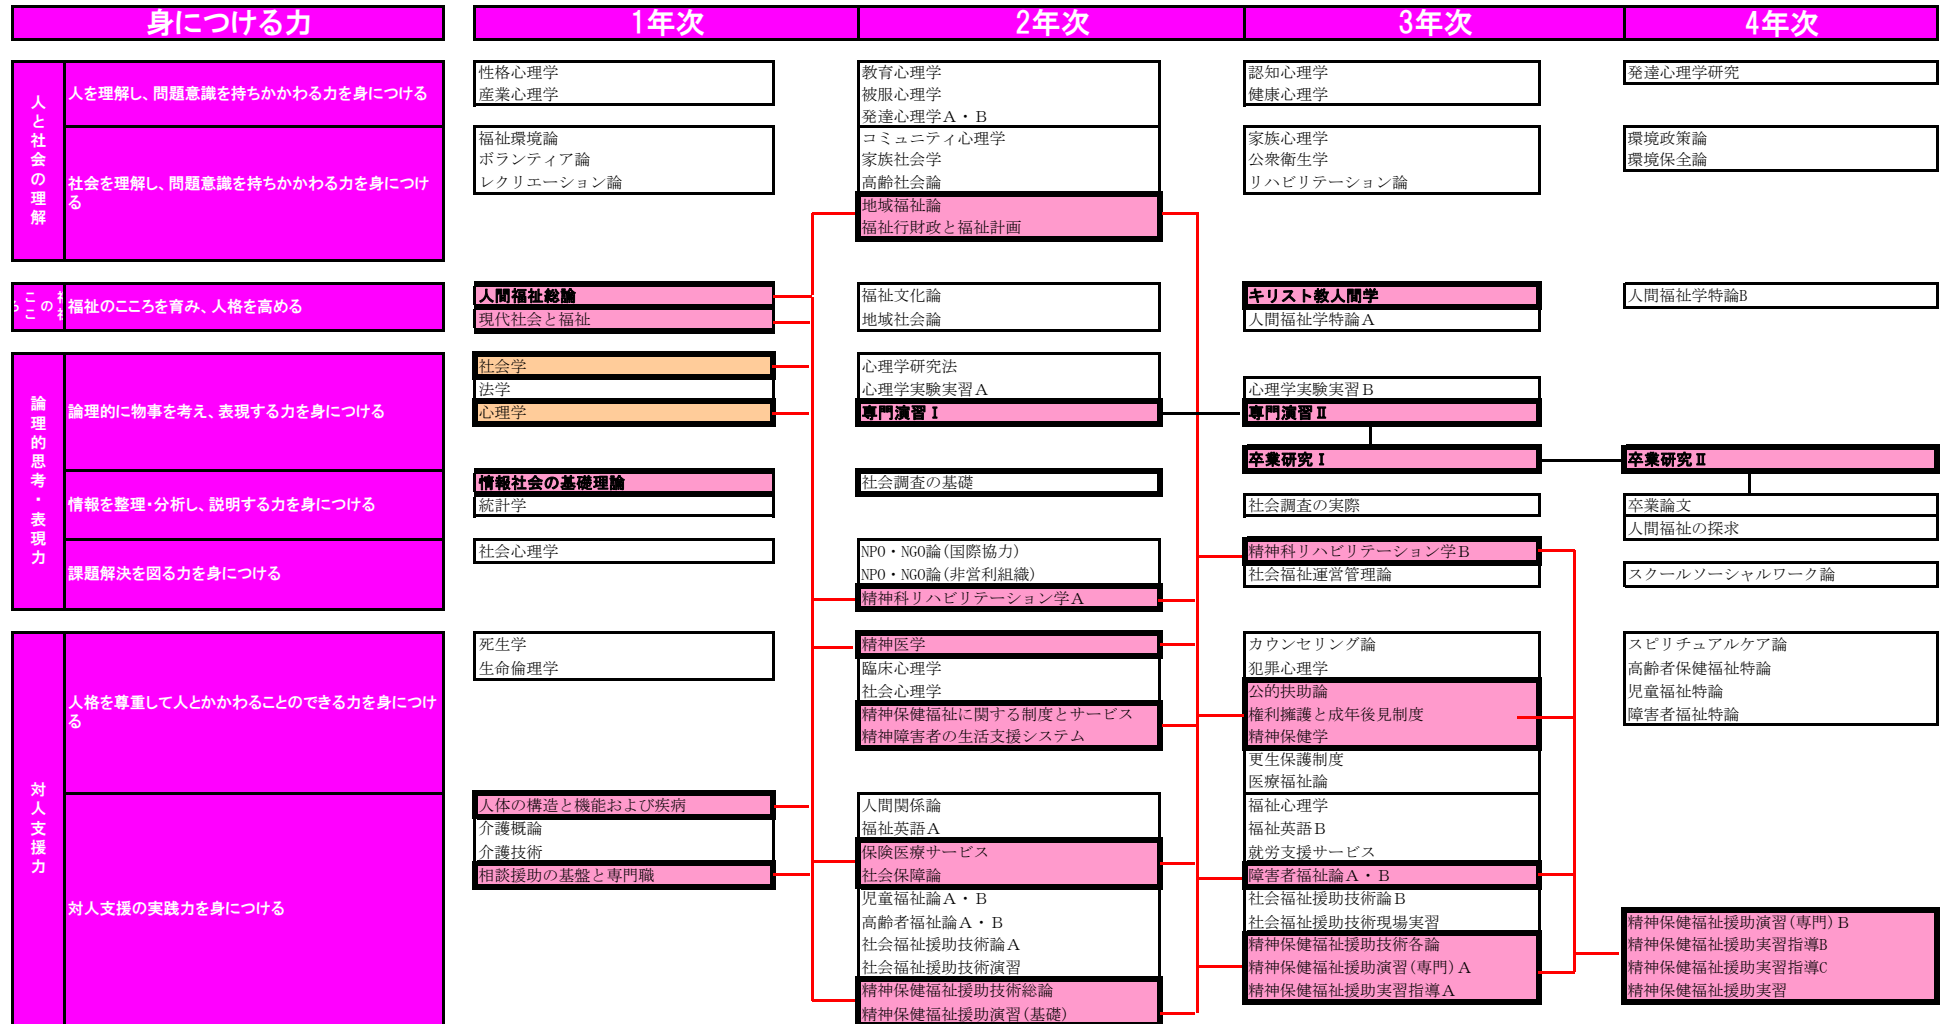 身につける力
1年次
2年次
3年次
4年次
人と社会の理解
人を理解し、問題意識を持ちかかわる力を身につける
性格心理学
産業心理学
教育心理学
被服心理学
発達心理学A・B
認知心理学
健康心理学
発達心理学研究
社会を理解し、問題意識を持ちかかわる力を身につけ
る
福祉環境論
ボランティア論
レクリエーション論
コミュニティ心理学
家族社会学
高齢社会論
地域福祉論
福祉行財政と福祉計画
家族心理学
公衆衛生学
リハビリテーション論
環境政策論
環境保全論
福祉のこころを育み、人格を高める
人間福祉総論
現代社会と福祉
福祉文化論
地域社会論
キリスト教人間学
人間福祉学特論A
人間福祉学特論B
論理的思考・表現力
論理的に物事を考え、表現する力を身につける
社会学
法学
心理学
心理学研究法
心理学実験実習A
専門演習Ⅰ
心理学実験実習B
専門演習Ⅱ
卒業研究Ⅰ
卒業研究Ⅱ
情報を整理・分析し、説明する力を身につける
情報社会の基礎理論
統計学
社会調査の基礎
社会調査の実際
卒業論文
人間福祉の探求
課題解決を図る力を身につける
社会心理学
NPO・NGO論(国際協力)
NPO・NGO論(非営利組織)
精神科リハビリテーション学A
精神科リハビリテーション学B
社会福祉運営管理論
スクールソーシャルワーク論
対人支援力
人格を尊重して人とかかわることのできる力を身につけ
る
死生学
生命倫理学
精神医学
臨床心理学
社会心理学
精神保健福祉に関する制度とサービス
精神障害者の生活支援システム
カウンセリング論
犯罪心理学
公的扶助論
権利擁護と成年後見制度
精神保健学
更生保護制度
医療福祉論
スピリチュアルケア論
高齢者保健福祉特論
児童福祉特論
障害者福祉特論
対人支援の実践力を身につける
人体の構造と機能および疾病
介護概論
介護技術
相談援助の基盤と専門職
人間関係論
福祉英語A
保険医療サービス
社会保障論
児童福祉論A・B
高齢者福祉論A・B
社会福祉援助技術論A
社会福祉援助技術演習
精神保健福祉援助技術総論
精神保健福祉援助演習(基礎)
福祉心理学
福祉英語B
就労支援サービス
障害者福祉論A・B
社会福祉援助技術論B
社会福祉援助技術現場実習
精神保健福祉援助技術各論
精神保健福祉援助演習(専門)A
精神保健福祉援助実習指導A
精神保健福祉援助演習(専門)B
精神保健福祉援助実習指導B
精神保健福祉援助実習指導C
精神保健福祉援助実習